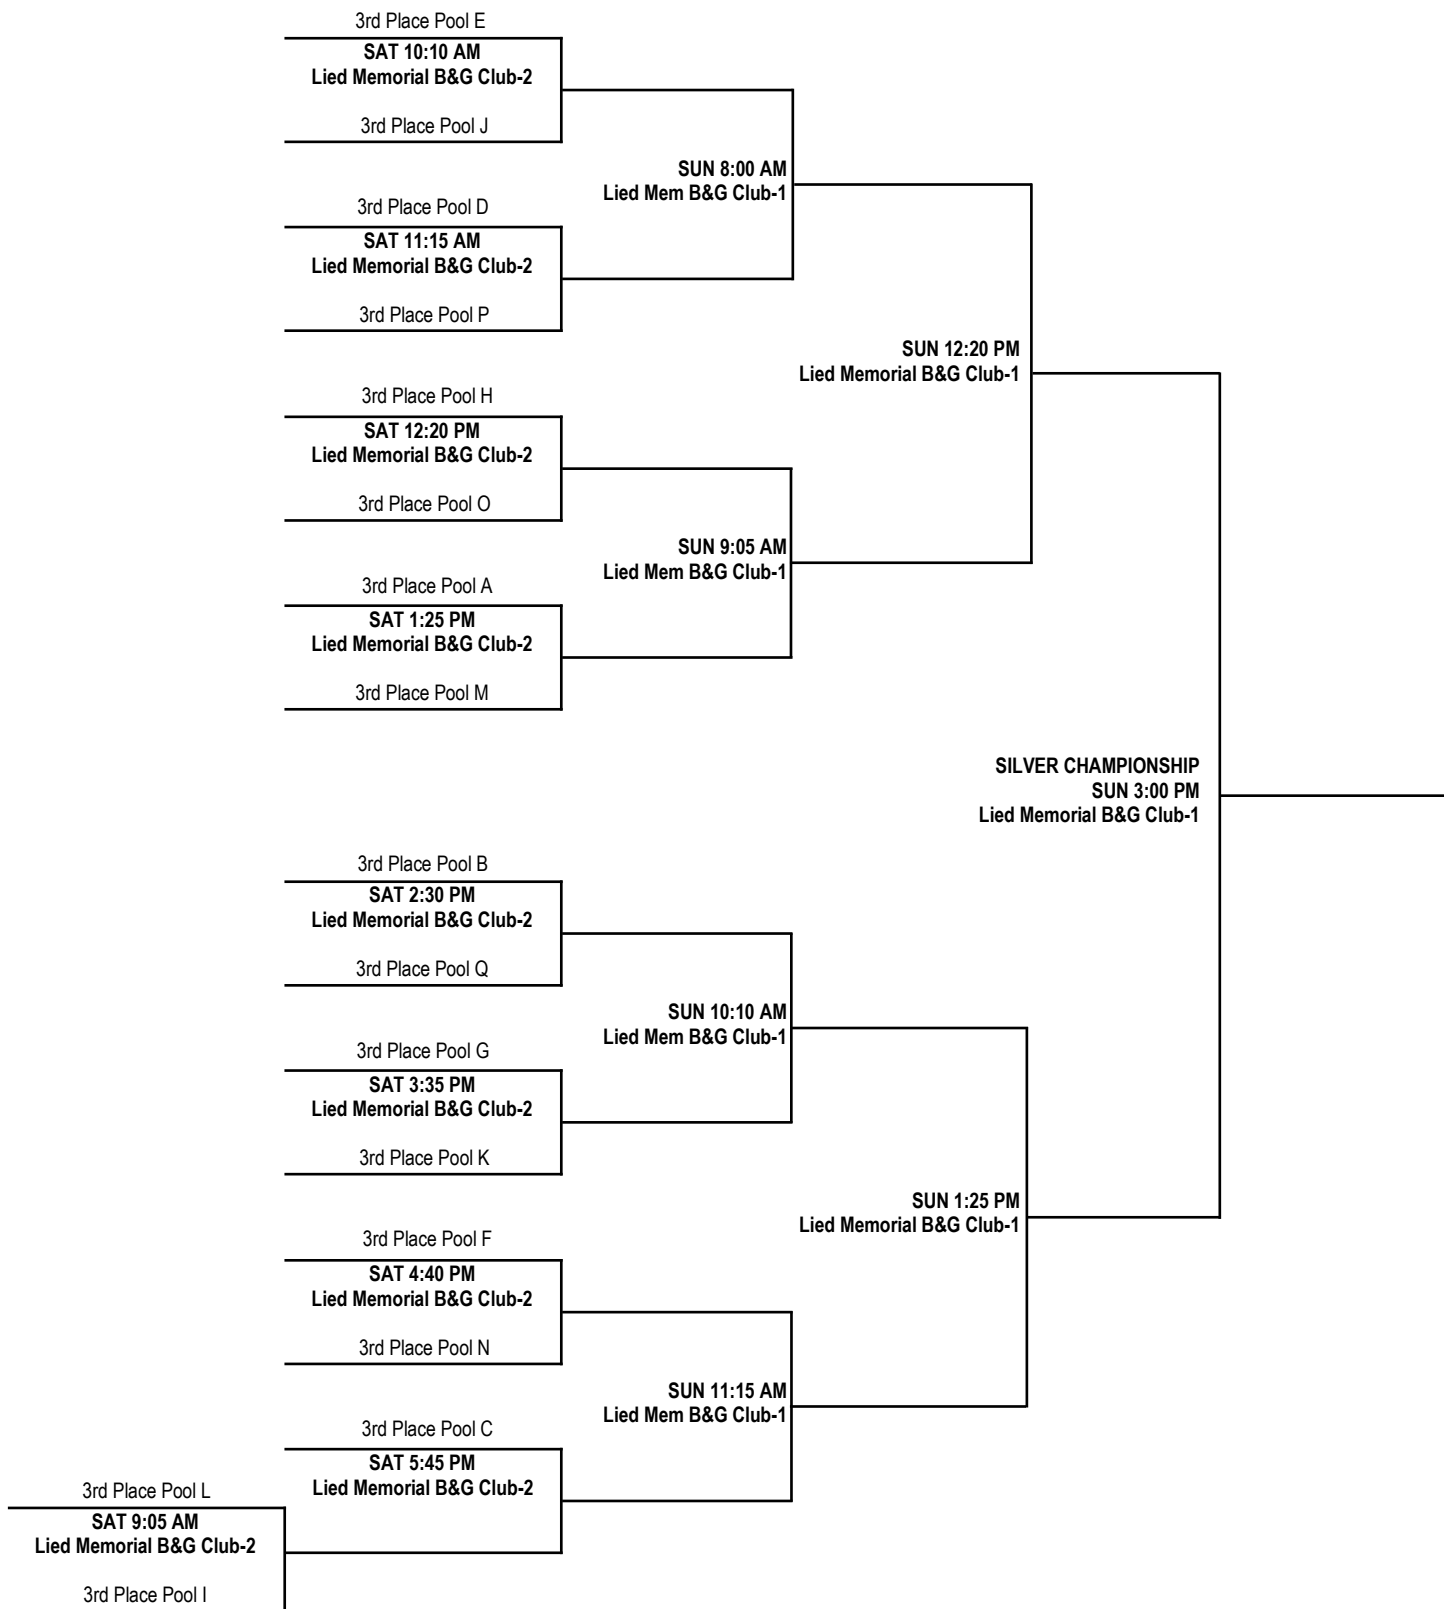 3rd Place Pool E
SAT 10:10 AM
Lied Memorial B&G Club-2
3rd Place Pool J
SUN 8:00 AM
Lied Mem B&G Club-1
3rd Place Pool D
SAT 11:15 AM
Lied Memorial B&G Club-2
3rd Place Pool P
SUN 12:20 PM
Lied Memorial B&G Club-1
3rd Place Pool H
SAT 12:20 PM
Lied Memorial B&G Club-2
3rd Place Pool O
SUN 9:05 AM
Lied Mem B&G Club-1
3rd Place Pool A
SAT 1:25 PM
Lied Memorial B&G Club-2
3rd Place Pool M
SILVER CHAMPIONSHIP
SUN 3:00 PM
Lied Memorial B&G Club-1
3rd Place Pool B
SAT 2:30 PM
Lied Memorial B&G Club-2
3rd Place Pool Q
SUN 10:10 AM
Lied Mem B&G Club-1
3rd Place Pool G
SAT 3:35 PM
Lied Memorial B&G Club-2
3rd Place Pool K
SUN 1:25 PM
Lied Memorial B&G Club-1
3rd Place Pool F
SAT 4:40 PM
Lied Memorial B&G Club-2
3rd Place Pool N
SUN 11:15 AM
Lied Mem B&G Club-1
3rd Place Pool C
SAT 5:45 PM
Lied Memorial B&G Club-2
3rd Place Pool L
SAT 9:05 AM
Lied Memorial B&G Club-2
3rd Place Pool I